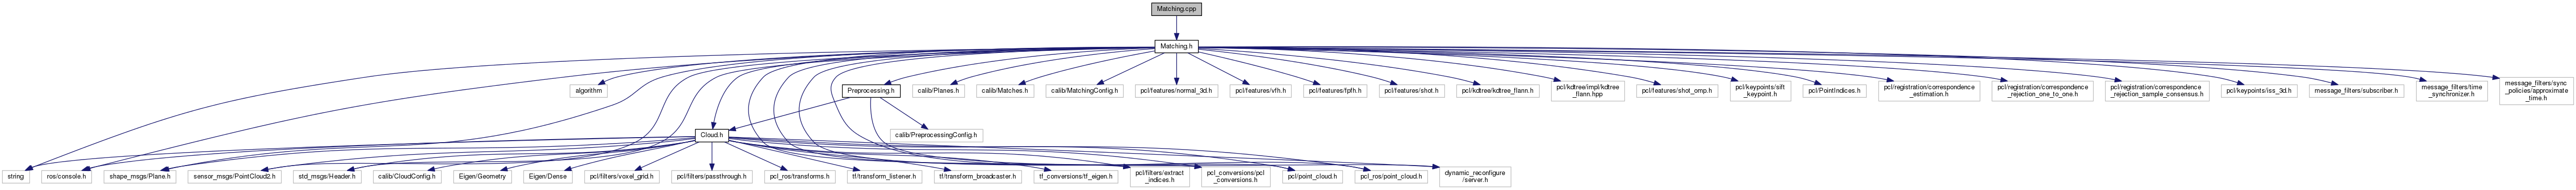 Matching.cpp
Matching.h
algorithm
Preprocessing.h
calib/Planes.h
calib/Matches.h
calib/MatchingConfig.h
pcl/features/normal_3d.h
pcl/features/vfh.h
pcl/features/fpfh.h
pcl/features/shot.h
pcl/kdtree/kdtree_flann.h
pcl/kdtree/impl/kdtree
_flann.hpp
pcl/features/shot_omp.h
pcl/keypoints/sift
_keypoint.h
pcl/PointIndices.h
pcl/registration/correspondence
_estimation.h
pcl/registration/correspondence
_rejection_one_to_one.h
pcl/registration/correspondence
_rejection_sample_consensus.h
pcl/keypoints/iss_3d.h
message_filters/subscriber.h
message_filters/time
_synchronizer.h
message_filters/sync
_policies/approximate
_time.h
Cloud.h
calib/PreprocessingConfig.h
string
ros/console.h
shape_msgs/Plane.h
sensor_msgs/PointCloud2.h
std_msgs/Header.h
calib/CloudConfig.h
Eigen/Geometry
Eigen/Dense
pcl/filters/voxel_grid.h
pcl/filters/passthrough.h
pcl_ros/transforms.h
tf/transform_listener.h
tf/transform_broadcaster.h
tf_conversions/tf_eigen.h
pcl/filters/extract
_indices.h
pcl_conversions/pcl
_conversions.h
pcl/point_cloud.h
pcl_ros/point_cloud.h
dynamic_reconfigure
/server.h